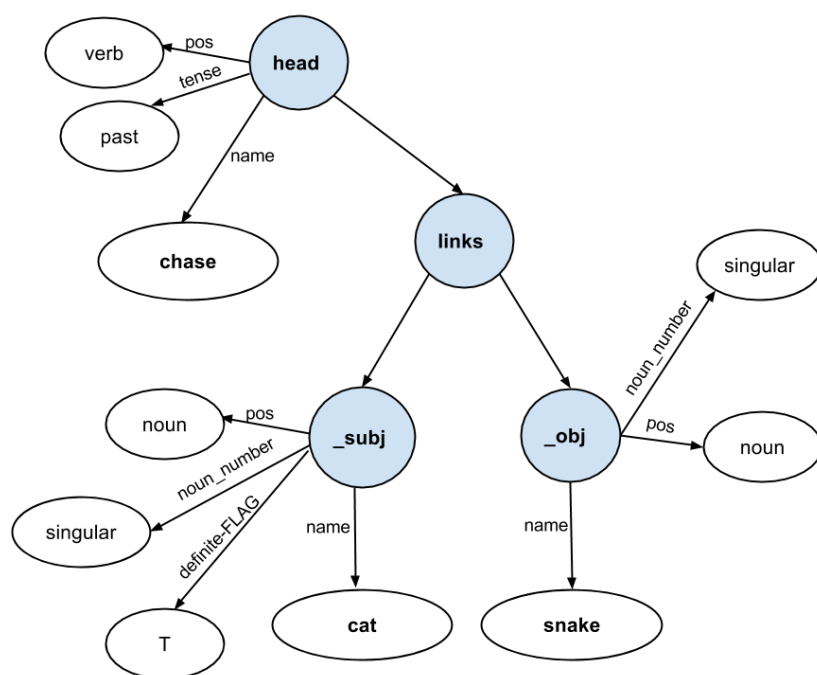 head
pos
verb
tense
past
name
chase
links
singular
noun_number
noun
pos
_subj
_obj
pos
noun
noun_number
singular
definite-FLAG
name
name
T
cat
snake